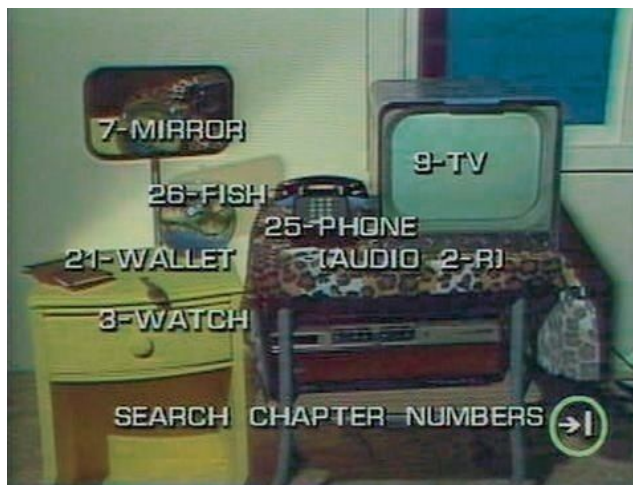 7-MIRROR
9-TV
26-FISH
25-PHONE
21-WALLET
(AUDIO 2-R)
3-WATCH
SEARCH CHAPTER NUMBERS